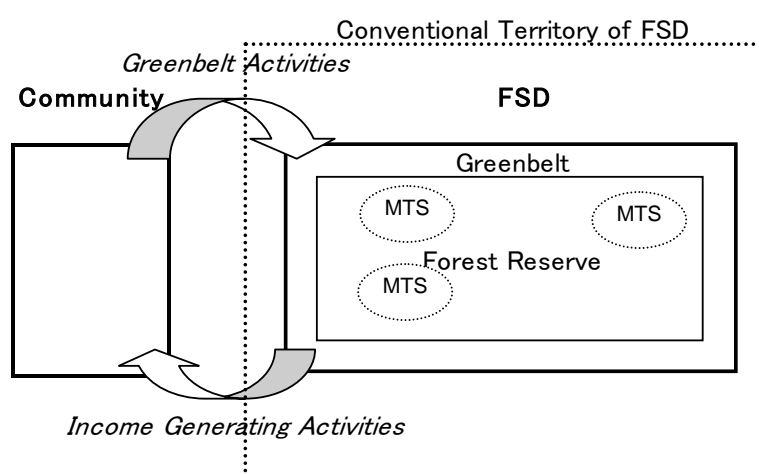 Conventional Territory of FSD
Greenbelt Activities
Community
FSD
Greenbelt
MTS
MTS
Forest Reserve
MTS
Income Generating Activities